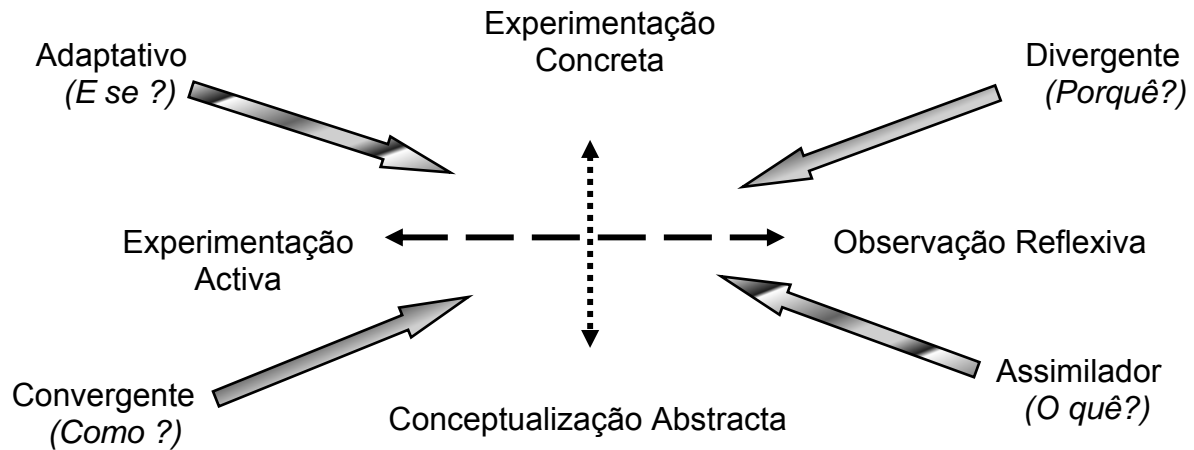 Experimentação
Concreta
Adaptativo
(E se ?)
Divergente
(Porquê?)
Experimentação
Activa
Observação Reflexiva
Convergente
(Como ?)
Conceptualização Abstracta
Assimilador
(O quê?)